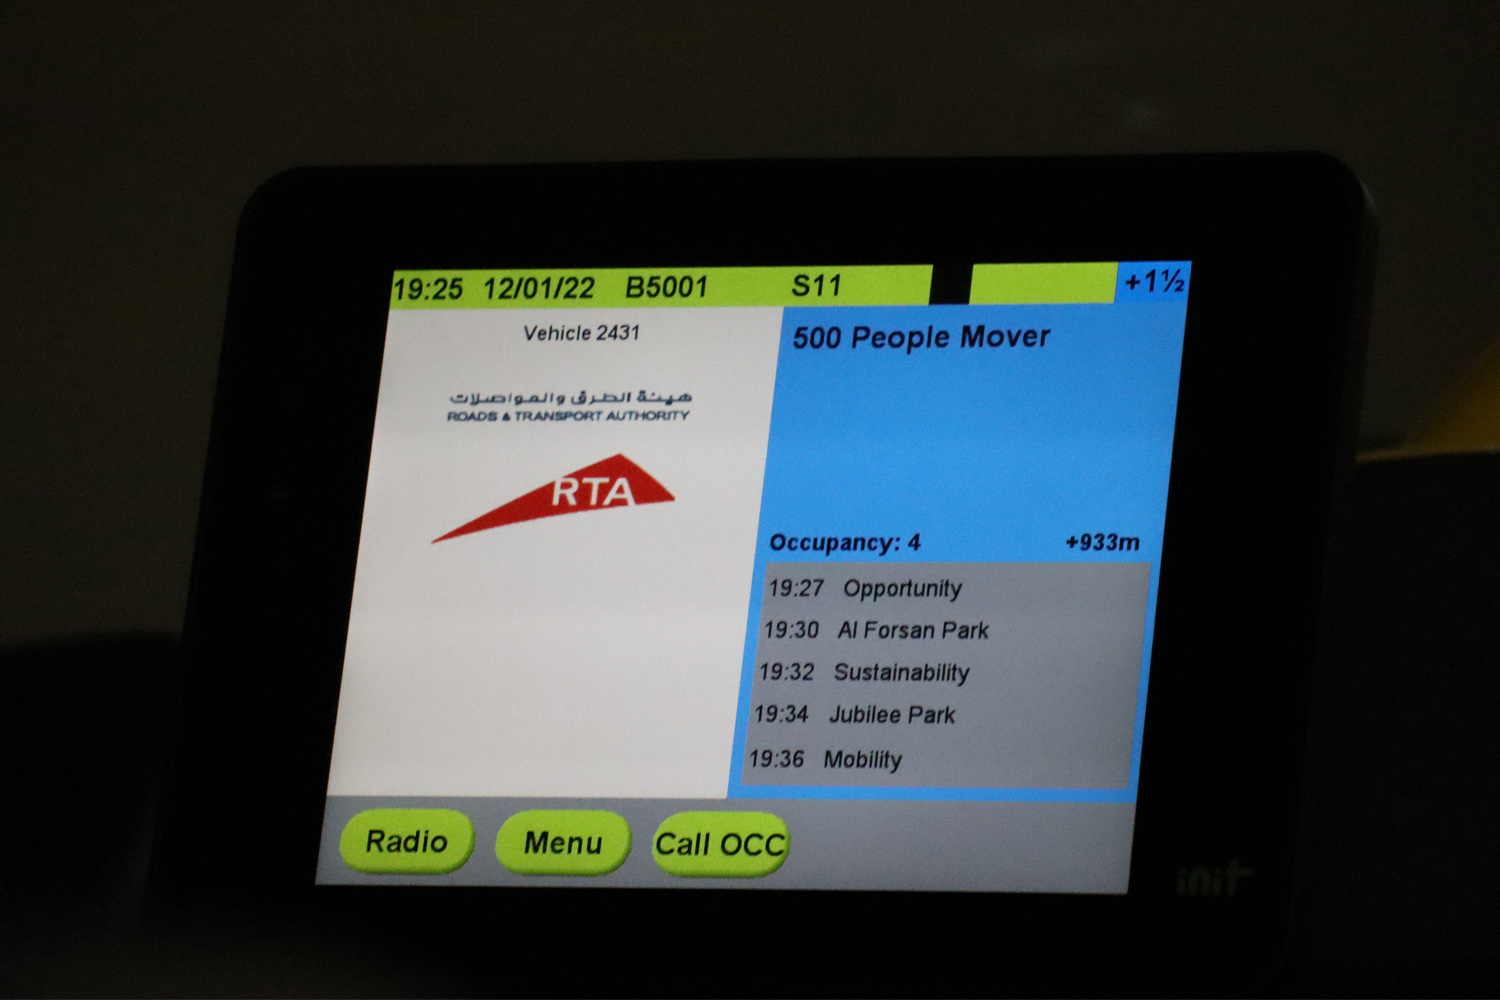 19:25 12/01/22 B5001 S11 +1½
Vehicle 2431
هيئة الطرق والمواصلات
ROADS & TRANSPORT AUTHORITY
RTA
500 People Mover
Occupancy: 4 +933m
19:27 Opportunity
19:30 Al Forsan Park
19:32 Sustainability
19:34 Jubilee Park
19:36 Mobility
Radio Menu Call OCC
init